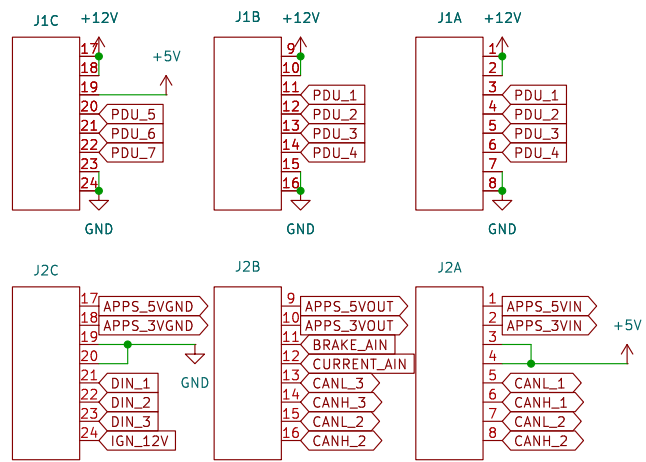 J1C +12V
17
18
+5V
19
20 PDU_5
21 PDU_6
22 PDU_7
23
24
GND
J1B +12V
9
10
11 PDU_1
12 PDU_2
13 PDU_3
14 PDU_4
15
16
GND
J1A +12V
1
2
3 PDU_1
4 PDU_2
5 PDU_3
6 PDU_4
7
8
GND
J2C
17 APPS_5VGND
18 APPS_3VGND
19
20
GND
21 DIN_1
22 DIN_2
23 DIN_3
24 IGN_12V
J2B
9 APPS_5VOUT
10 APPS_3VOUT
11 BRAKE_AIN
12 CURRENT_AIN
13 CANL_3
14 CANH_3
15 CANL_2
16 CANH_2
J2A
1 APPS_5VIN
2 APPS_3VIN
+5V
3
4
5 CANL_1
6 CANH_1
7 CANL_2
8 CANH_2